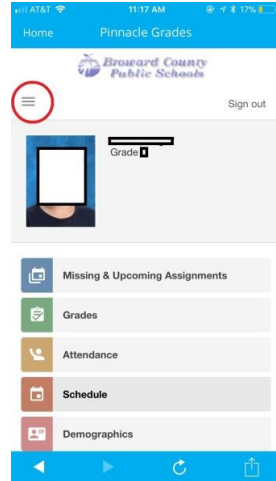 AT&T 11:17 AM 17%
Home Pinnacle Grades
Broward County
Public Schools
Sign out
Grade
Missing & Upcoming Assignments
Grades
Attendance
Schedule
Demographics